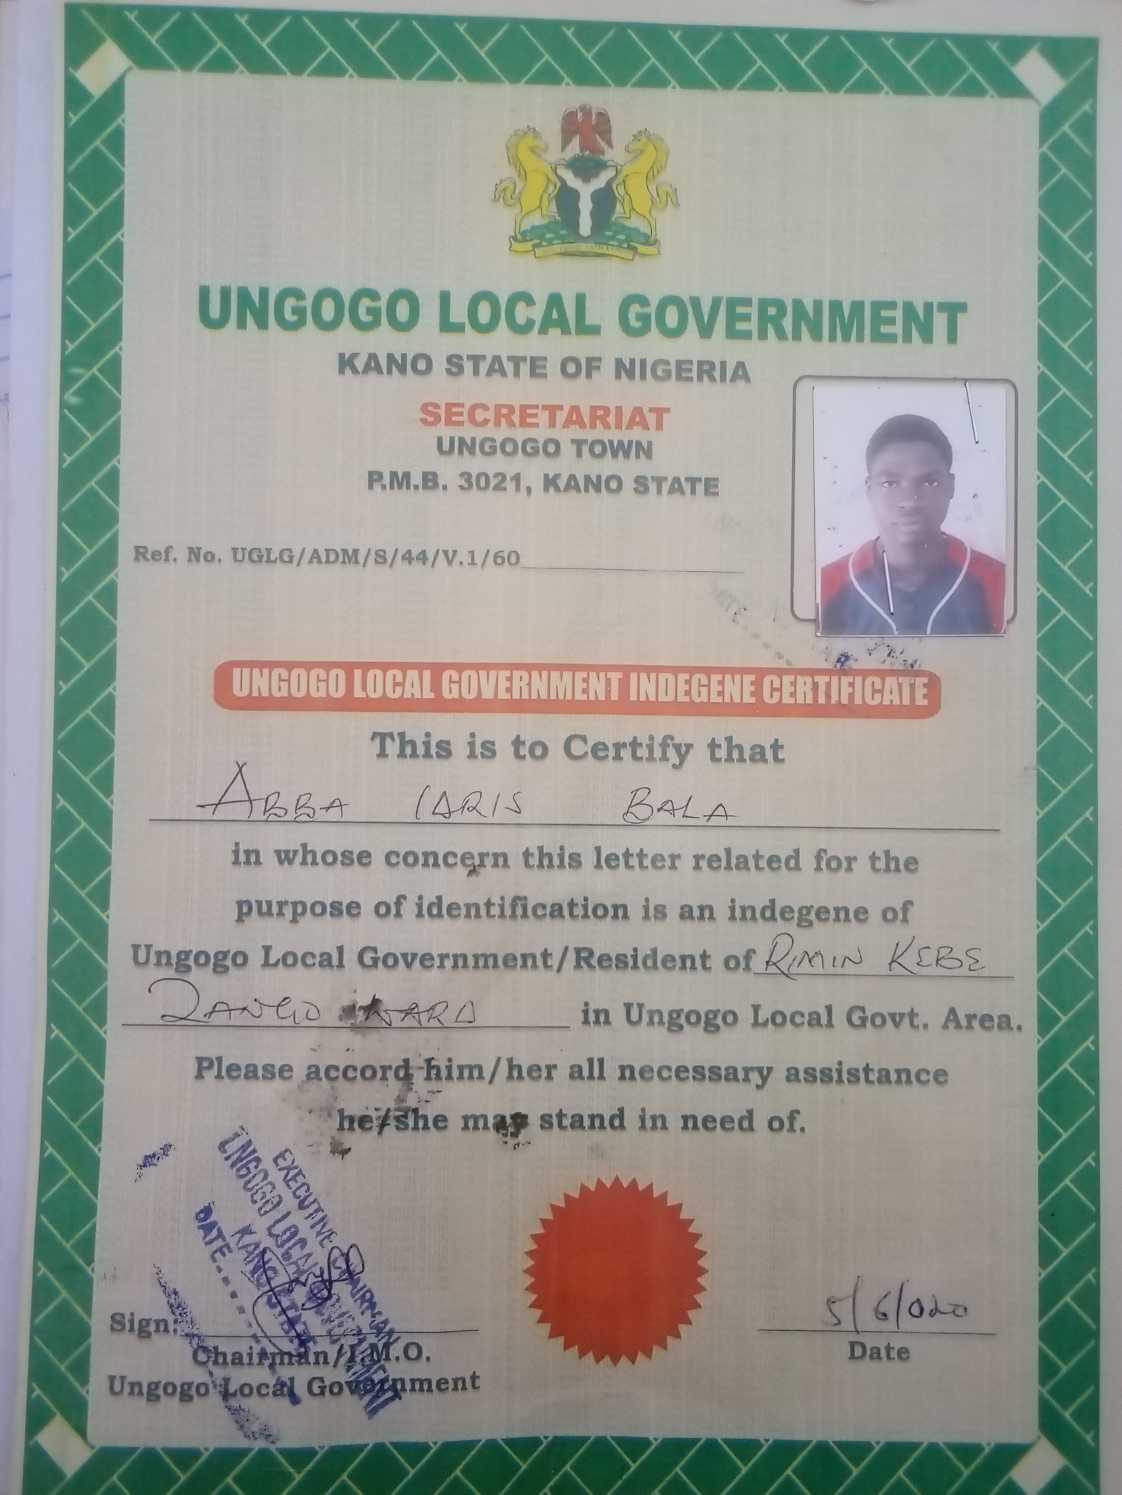 UNGOGO LOCAL GOVERNMENT
KANO STATE OF NIGERIA
SECRETARIAT
UNGOGO TOWN
P.M.B. 3021, KANO STATE
Ref. No. UGLG/ADM/S/44/V.1/60
UNGOGO LOCAL GOVERNMENT INDEGENE CERTIFICATE
This is to Certify that
ABBA IDRIS BALA
in whose concern this letter related for the
purpose of identification is an indegene of
Ungogo Local Government/Resident of RIMIN KEBE
ZANGO WARD in Ungogo Local Govt. Area.
Please accord him/her all necessary assistance
he/she may stand in need of.
EXECUTIVE CHAIRMAN
UNGOGO LOCAL GOVERNMENT
KANO STATE
DATE
Sign:
Chairman/I.M.O.
Ungogo Local Government
5/6/020
Date